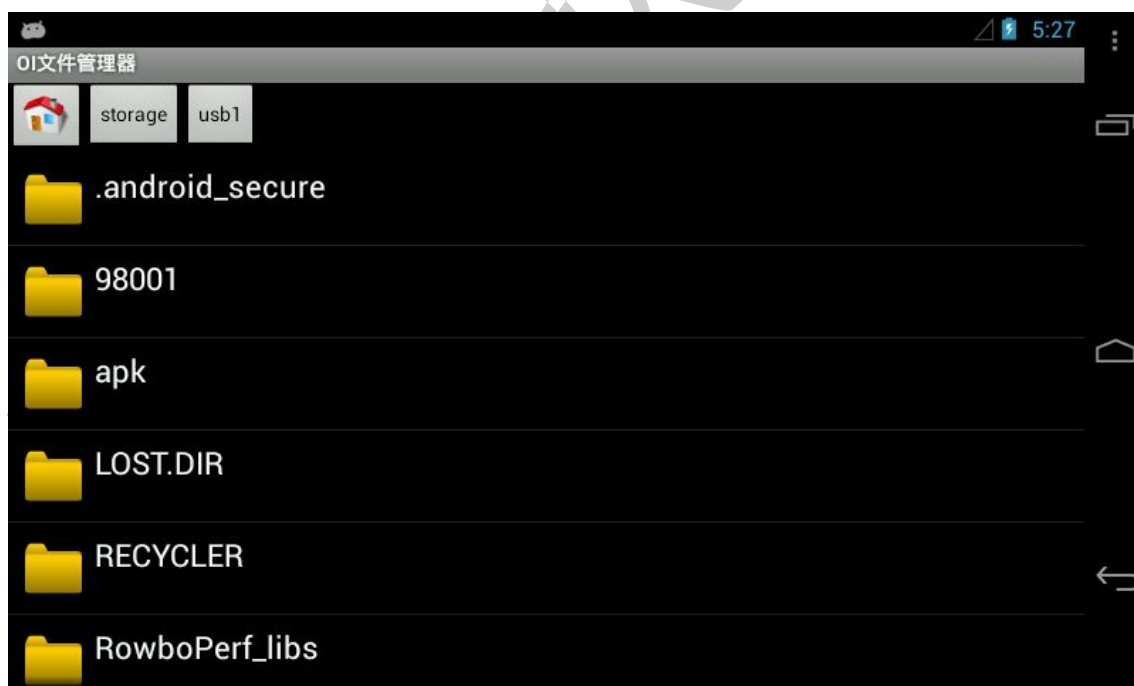 5:27
OI文件管理器
storage usb1
.android_secure
98001
apk
LOST.DIR
RECYCLER
RowboPerf_libs